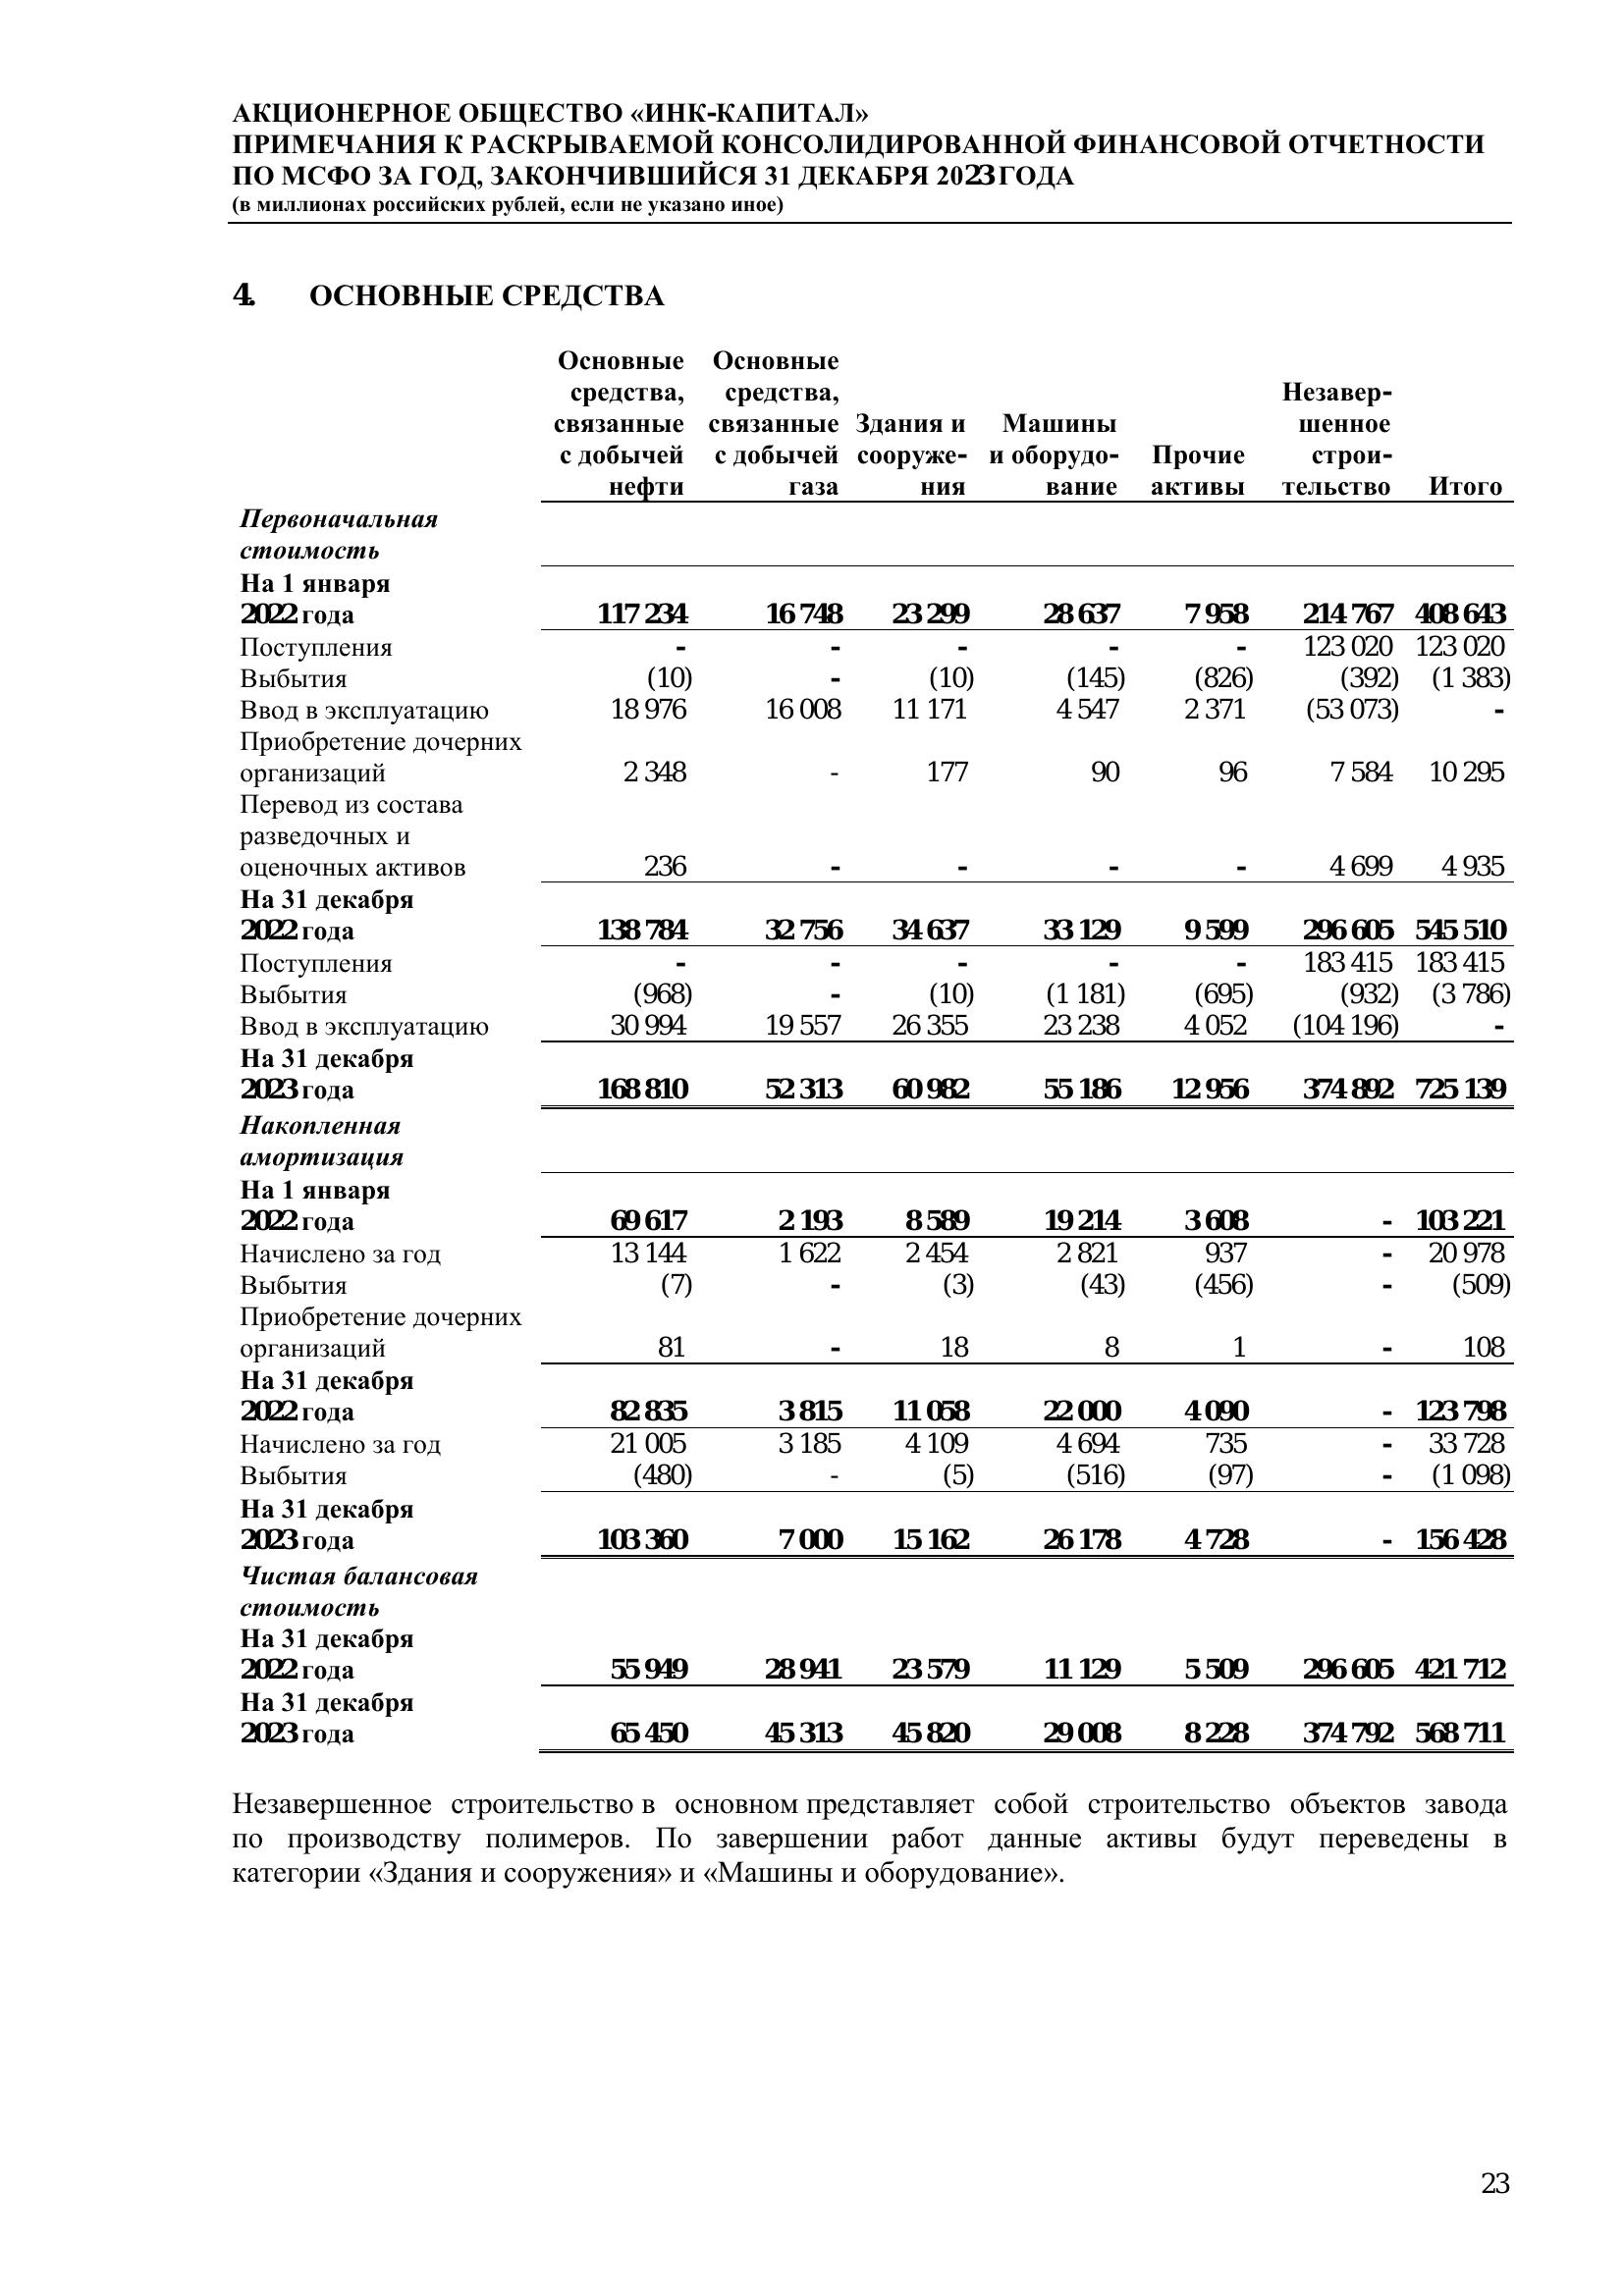 АКЦИОНЕРНОЕ ОБЩЕСТВО «ИНК-КАПИТАЛ»
ПРИМЕЧАНИЯ К РАСКРЫВАЕМОЙ КОНСОЛИДИРОВАННОЙ ФИНАНСОВОЙ ОТЧЕТНОСТИ
ПО МСФО ЗА ГОД, ЗАКОНЧИВШИЙСЯ 31 ДЕКАБРЯ 2023 ГОДА
(в миллионах российских рублей, если не указано иное)
4. ОСНОВНЫЕ СРЕДСТВА
Основные Основные
средства, средства, Незавер-
связанные связанные Здания и Машины шенное
с добычей с добычей сооруже- и оборудо- Прочие строи-
нефти газа ния вание активы тельство Итого
Первоначальная
стоимость
На 1 января
2022 года 117 234 16 748 23 299 28 637 7 958 214 767 408 643
Поступления - - - - - 123 020 123 020
Выбытия (10) - (10) (145) (826) (392) (1 383)
Ввод в эксплуатацию 18 976 16 008 11 171 4 547 2 371 (53 073) -
Приобретение дочерних
организаций 2 348 - 177 90 96 7 584 10 295
Перевод из состава
разведочных и
оценочных активов 236 - - - - 4 699 4 935
На 31 декабря
2022 года 138 784 32 756 34 637 33 129 9 599 296 605 545 510
Поступления - - - - - 183 415 183 415
Выбытия (968) - (10) (1 181) (695) (932) (3 786)
Ввод в эксплуатацию 30 994 19 557 26 355 23 238 4 052 (104 196) -
На 31 декабря
2023 года 168 810 52 313 60 982 55 186 12 956 374 892 725 139
Накопленная
амортизация
На 1 января
2022 года 69 617 2 193 8 589 19 214 3 608 - 103 221
Начислено за год 13 144 1 622 2 454 2 821 937 - 20 978
Выбытия (7) - (3) (43) (456) - (509)
Приобретение дочерних
организаций 81 - 18 8 1 - 108
На 31 декабря
2022 года 82 835 3 815 11 058 22 000 4 090 - 123 798
Начислено за год 21 005 3 185 4 109 4 694 735 - 33 728
Выбытия (480) - (5) (516) (97) - (1 098)
На 31 декабря
2023 года 103 360 7 000 15 162 26 178 4 728 - 156 428
Чистая балансовая
стоимость
На 31 декабря
2022 года 55 949 28 941 23 579 11 129 5 509 296 605 421 712
На 31 декабря
2023 года 65 450 45 313 45 820 29 008 8 228 374 792 568 711
Незавершенное строительство в основном представляет собой строительство объектов завода
по производству полимеров. По завершении работ данные активы будут переведены в
категории «Здания и сооружения» и «Машины и оборудование».
23